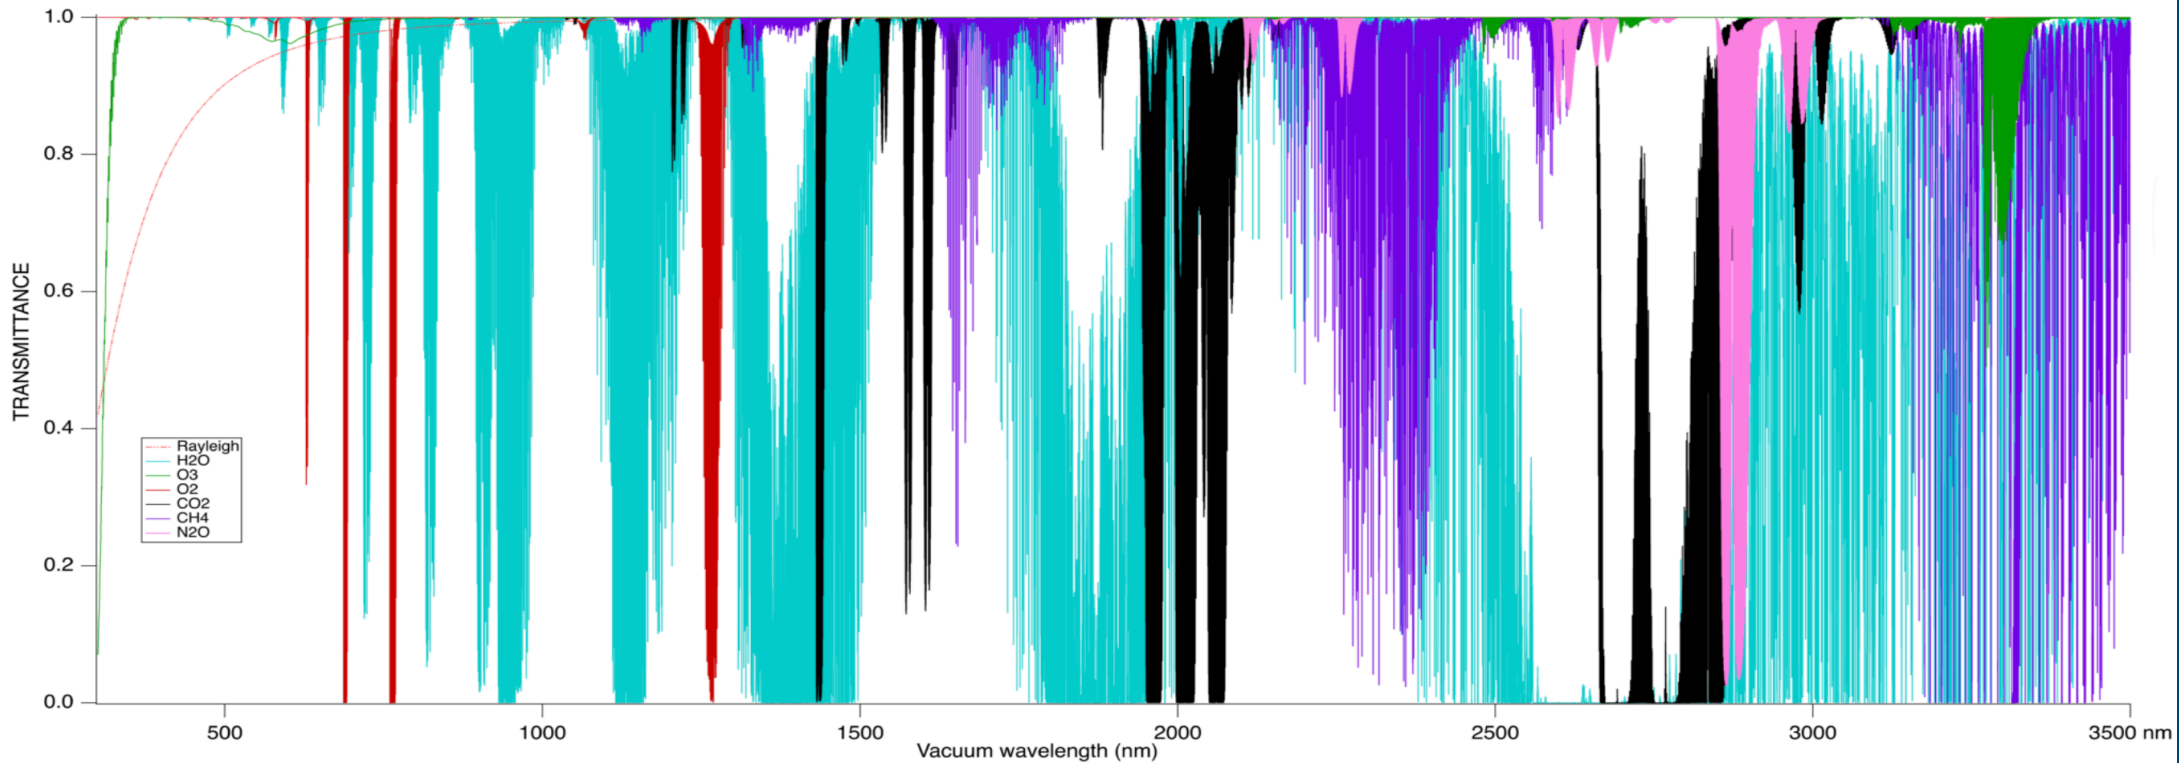 1.0
0.8
0.6
0.4
0.2
0.0
TRANSMITTANCE
Rayleigh
H2O
O3
O2
CO2
CH4
N2O
500
1000
1500
2000
2500
3000
3500 nm
Vacuum wavelength (nm)